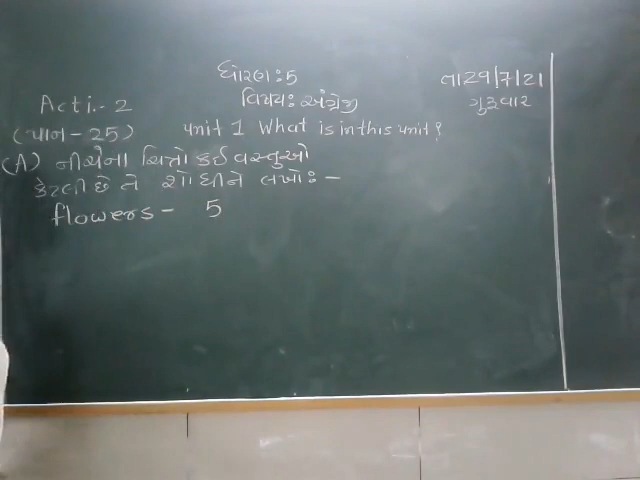 ધોરણ: 5
તા 29/7/21
વિષય: અંગ્રેજી
ગુરૂવાર
Acti.- 2
(પાન - 25)
unit 1 What is in this unit?
(A) નીચેના ચિત્રો કઈ વસ્તુઓ
કેટલી છે તે શોધીને લખો:-
flowers - 5